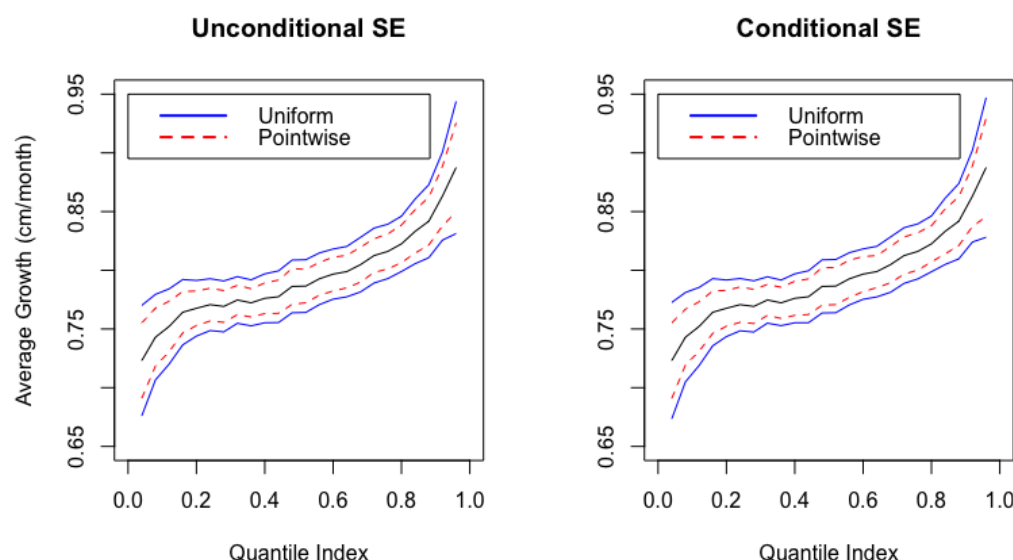 Unconditional SE
Average Growth (cm/month)
0.95
0.85
0.75
0.65
Uniform
Pointwise
0.0 0.2 0.4 0.6 0.8 1.0
Quantile Index
Conditional SE
0.95
0.85
0.75
0.65
Uniform
Pointwise
0.0 0.2 0.4 0.6 0.8 1.0
Quantile Index